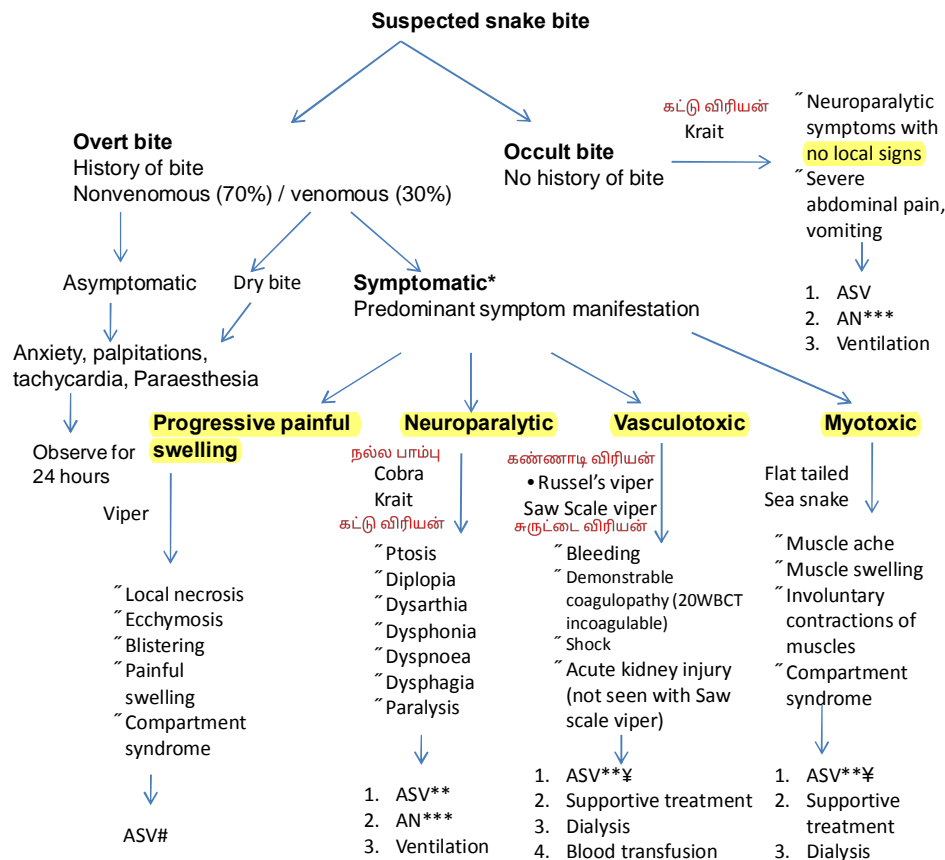 Suspected snake bite
Overt bite
History of bite
Nonvenomous (70%) / venomous (30%)
Occult bite
No history of bite
கட்டு விரியன்
Krait
˝ Neuroparalytic
symptoms with
no local signs
˝ Severe
abdominal pain,
vomiting
1. ASV
2. AN***
3. Ventilation
Asymptomatic
Dry bite
Symptomatic*
Predominant symptom manifestation
Anxiety, palpitations,
tachycardia, Paraesthesia
Observe for
24 hours
Progressive painful
swelling
Viper
˝ Local necrosis
˝ Ecchymosis
˝ Blistering
˝ Painful
swelling
˝ Compartment
syndrome
ASV#
Neuroparalytic
நல்ல பாம்பு
Cobra
Krait
கட்டு விரியன்
˝ Ptosis
˝ Diplopia
˝ Dysarthia
˝ Dysphonia
˝ Dyspnoea
˝ Dysphagia
˝ Paralysis
1. ASV**
2. AN***
3. Ventilation
Vasculotoxic
கண்ணாடி விரியன்
• Russel's viper
Saw Scale viper
சுருட்டை விரியன்
˝ Bleeding
˝ Demonstrable
coagulopathy (20WBCT
incoagulable)
˝ Shock
˝ Acute kidney injury
(not seen with Saw
scale viper)
1. ASV**¥
2. Supportive treatment
3. Dialysis
4. Blood transfusion
Myotoxic
Flat tailed
Sea snake
˝ Muscle ache
˝ Muscle swelling
˝ Involuntary
contractions of
muscles
˝ Compartment
syndrome
1. ASV**¥
2. Supportive
treatment
3. Dialysis